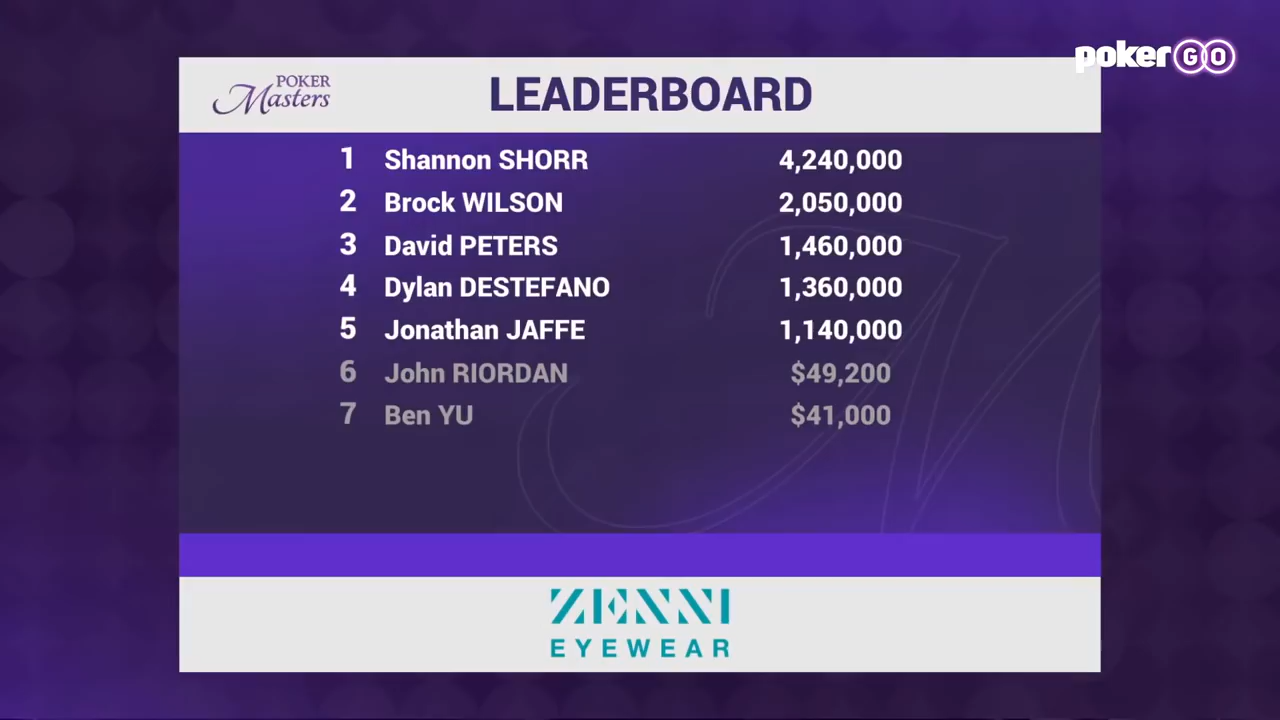 pokerGO
POKER
Masters
LEADERBOARD
1 Shannon SHORR 4,240,000
2 Brock WILSON 2,050,000
3 David PETERS 1,460,000
4 Dylan DESTEFANO 1,360,000
5 Jonathan JAFFE 1,140,000
6 John RIORDAN $49,200
7 Ben YU $41,000
ZENNI
EYEWEAR